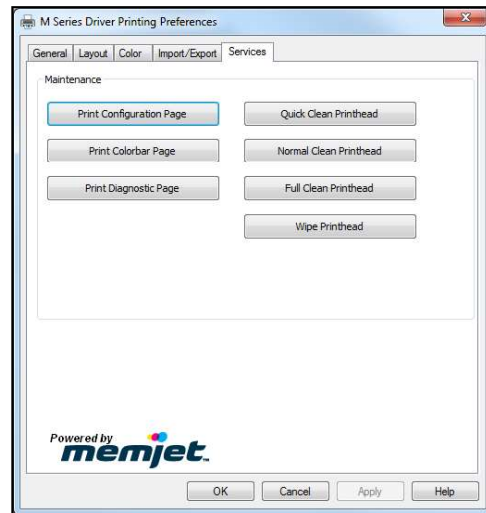 M Series Driver Printing Preferences
General Layout Color Import/Export Services
Maintenance
Print Configuration Page Quick Clean Printhead
Print Colorbar Page Normal Clean Printhead
Print Diagnostic Page Full Clean Printhead
Wipe Printhead
Powered by
memjet
OK Cancel Apply Help